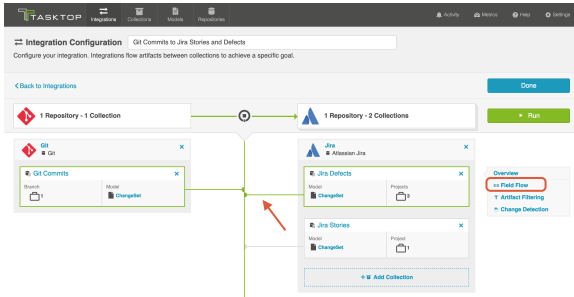 TASKTOP
Integrations
Collections
Models
Repositories
Activity
Metrics
Help
Settings
Integration Configuration
Git Commits to Jira Stories and Defects
Configure your integration. Integrations flow artifacts between collections to achieve a specific goal.
Back to Integrations
Done
1 Repository - 1 Collection
1 Repository - 2 Collections
Run
Git
Git
Jira
Atlassian Jira
Git Commits
Branch
1
Model
ChangeSet
Jira Defects
Model
ChangeSet
Projects
3
Jira Stories
Model
ChangeSet
Project
1
Add Collection
Overview
Field Flow
Artifact Filtering
Change Detection